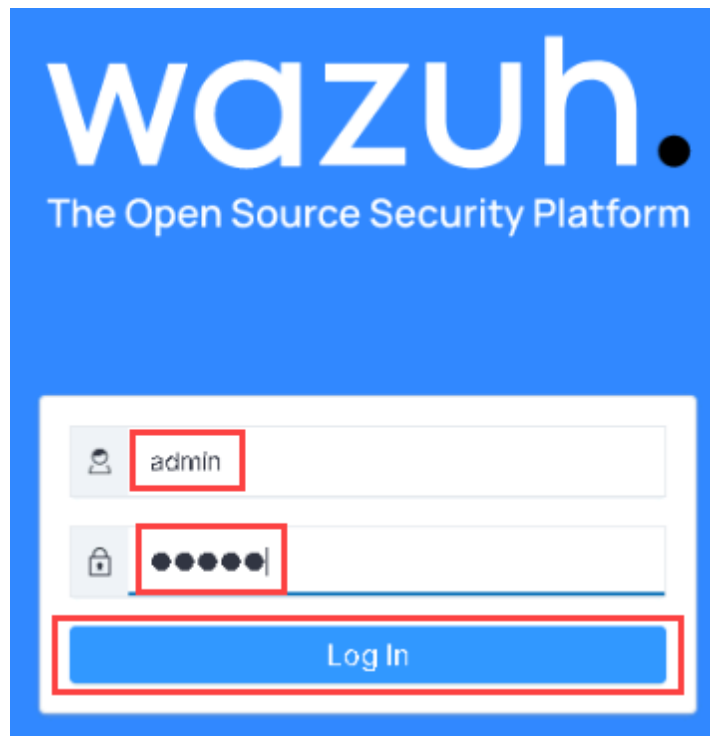 wazuh.
The Open Source Security Platform
admin
●●●●●
Log In